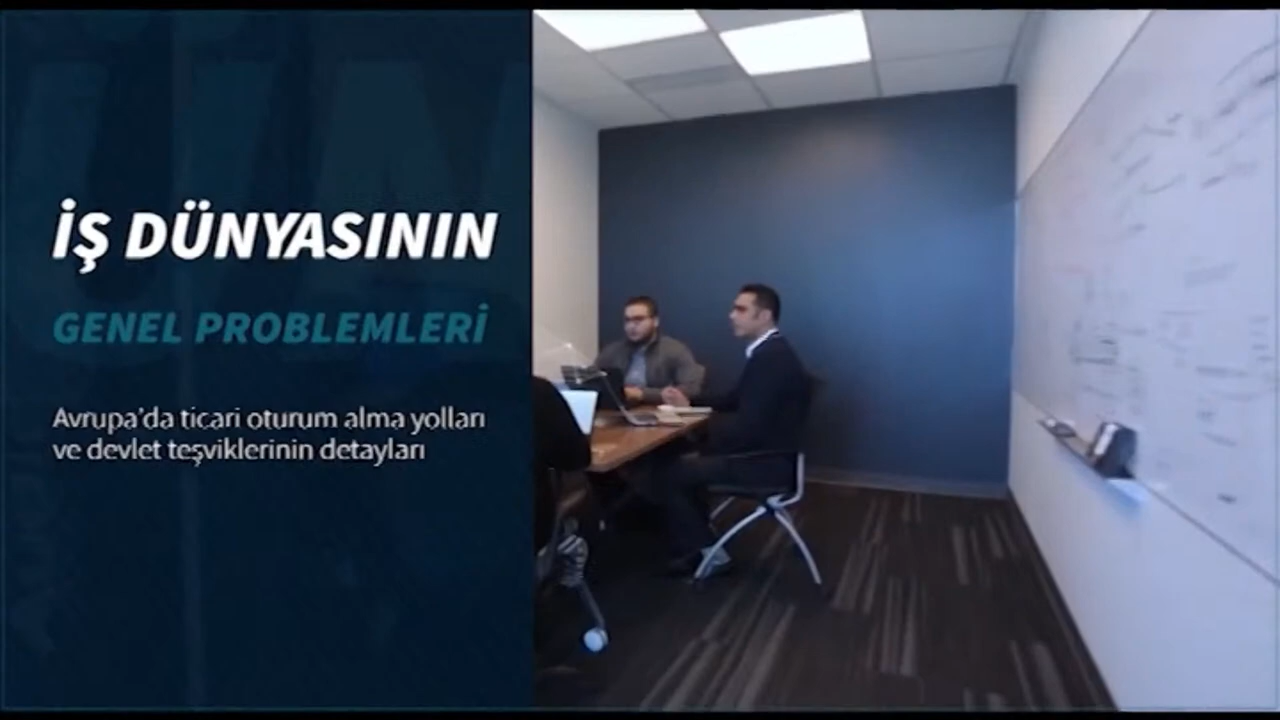 İŞ DÜNYASININ
GENEL PROBLEMLERİ
Avrupa'da ticari oturum alma yolları
ve devlet teşviklerinin detayları